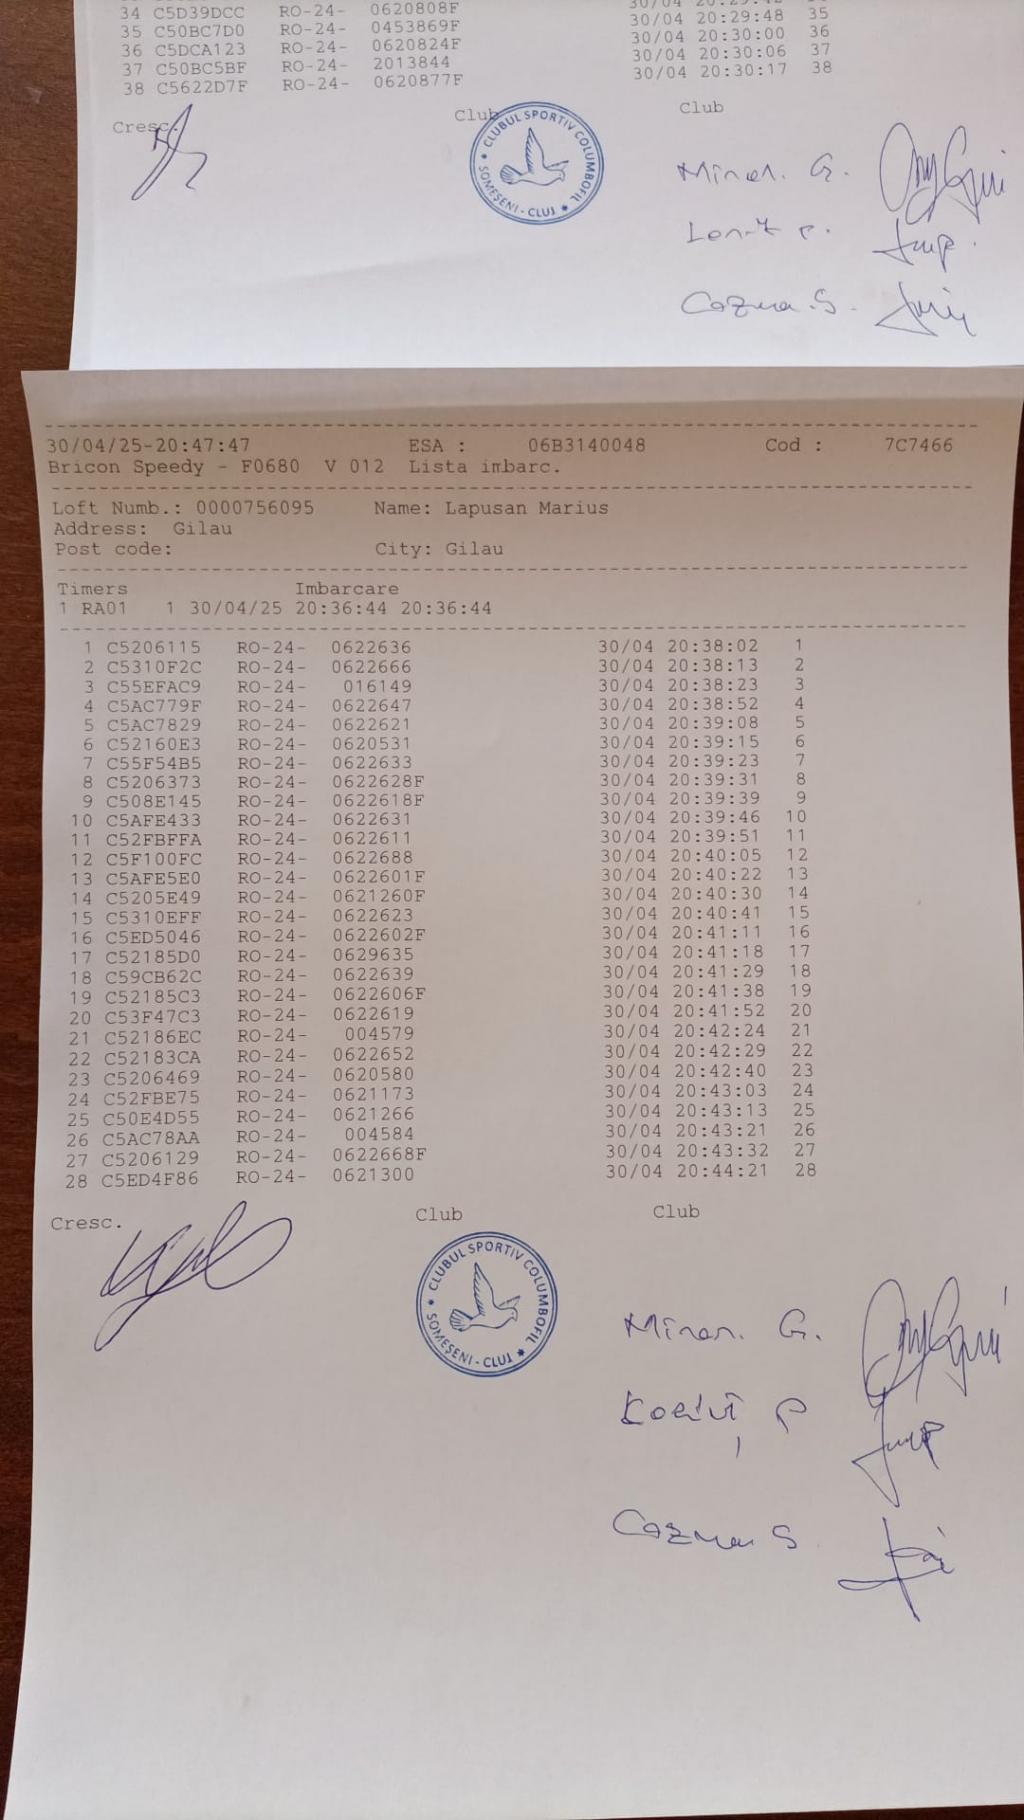 34 C5D39DCC RO-24- 0620808F 30/04 20:29:48 35
35 C50BC7D0 RO-24- 0453869F 30/04 20:30:00 36
36 C5DCA123 RO-24- 0620824F 30/04 20:30:06 37
37 C50BC5BF RO-24- 2013844 30/04 20:30:17 38
38 C5622D7F RO-24- 0620877F
Cresc. Club Club
CLUBUL SPORTIV COLUMBOFIL
SOMEȘENI - CLUJ
Miron. G.
Cozma. S.
30/04/25-20:47:47 ESA : 06B3140048 Cod : 7C7466
Bricon Speedy - F0680 V 012 Lista imbarc.
Loft Numb.: 0000756095 Name: Lapusan Marius
Address: Gilau
Post code: City: Gilau
Timers Imbarcare
1 RA01 1 30/04/25 20:36:44 20:36:44
1 C5206115 RO-24- 0622636 30/04 20:38:02 1
2 C5310F2C RO-24- 0622666 30/04 20:38:13 2
3 C55EFAC9 RO-24- 016149 30/04 20:38:23 3
4 C5AC779F RO-24- 0622647 30/04 20:38:52 4
5 C5AC7829 RO-24- 0622621 30/04 20:39:08 5
6 C52160E3 RO-24- 0620531 30/04 20:39:15 6
7 C55F54B5 RO-24- 0622633 30/04 20:39:23 7
8 C5206373 RO-24- 0622628F 30/04 20:39:31 8
9 C508E145 RO-24- 0622618F 30/04 20:39:39 9
10 C5AFE433 RO-24- 0622631 30/04 20:39:46 10
11 C52FBFFA RO-24- 0622611 30/04 20:39:51 11
12 C5F100FC RO-24- 0622688 30/04 20:40:05 12
13 C5AFE5E0 RO-24- 0622601F 30/04 20:40:22 13
14 C5205E49 RO-24- 0621260F 30/04 20:40:30 14
15 C5310EFF RO-24- 0622623 30/04 20:40:41 15
16 C5ED5046 RO-24- 0622602F 30/04 20:41:11 16
17 C52185D0 RO-24- 0629635 30/04 20:41:18 17
18 C59CB62C RO-24- 0622639 30/04 20:41:29 18
19 C52185C3 RO-24- 0622606F 30/04 20:41:38 19
20 C53F47C3 RO-24- 0622619 30/04 20:41:52 20
21 C52186EC RO-24- 004579 30/04 20:42:24 21
22 C52183CA RO-24- 0622652 30/04 20:42:29 22
23 C5206469 RO-24- 0620580 30/04 20:42:40 23
24 C52FBE75 RO-24- 0621173 30/04 20:43:03 24
25 C50E4D55 RO-24- 0621266 30/04 20:43:13 25
26 C5AC78AA RO-24- 004584 30/04 20:43:21 26
27 C5206129 RO-24- 0622668F 30/04 20:43:32 27
28 C5ED4F86 RO-24- 0621300 30/04 20:44:21 28
Cresc. Club Club
CLUBUL SPORTIV COLUMBOFIL
SOMEȘENI - CLUJ
Miron. G.
Cozma S